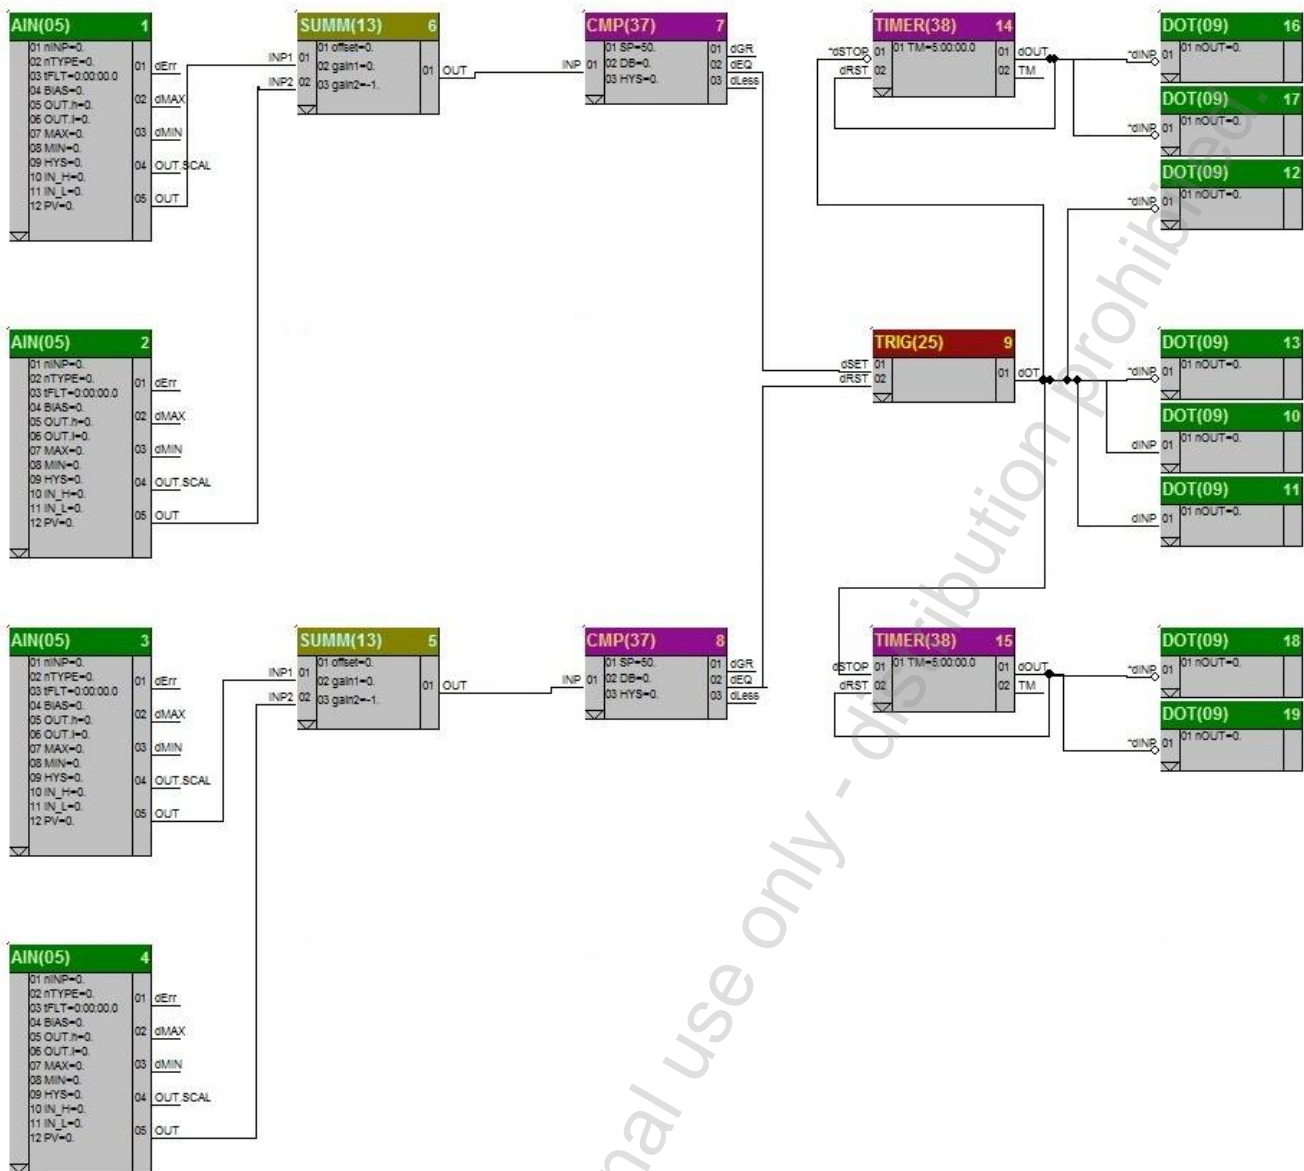 AIN(05) 1
01 nINP=0.
02 nTYPE=0.
03 tFLT=0:00:00.0
04 BIAS=0.
05 OUT.h=0.
06 OUT.l=0.
07 MAX=0.
08 MIN=0.
09 HYS=0.
10 IN_H=0.
11 IN_L=0.
12 PV=0.
01 dErr
02 dMAX
03 dMIN
04 OUT.SCAL
05 OUT
SUMM(13) 6
INP1 01
INP2 02
01 offset=0.
02 gain1=0.
03 gain2=-1.
01 OUT
CMP(37) 7
INP 01
01 SP=50.
02 DB=0.
03 HYS=0.
01 dGR
02 dEQ
03 dLess
TIMER(38) 14
~dSTOP 01
dRST 02
01 TM=5:00:00.0
01 dOUT
02 TM
DOT(09) 16
~dINP 01
01 nOUT=0.
DOT(09) 17
~dINP 01
01 nOUT=0.
DOT(09) 12
~dINP 01
01 nOUT=0.
AIN(05) 2
01 nINP=0.
02 nTYPE=0.
03 tFLT=0:00:00.0
04 BIAS=0.
05 OUT.h=0.
06 OUT.l=0.
07 MAX=0.
08 MIN=0.
09 HYS=0.
10 IN_H=0.
11 IN_L=0.
12 PV=0.
01 dErr
02 dMAX
03 dMIN
04 OUT.SCAL
05 OUT
TRIG(25) 9
dSET 01
dRST 02
01 dOT
DOT(09) 13
~dINP 01
01 nOUT=0.
DOT(09) 10
dINP 01
01 nOUT=0.
DOT(09) 11
dINP 01
01 nOUT=0.
AIN(05) 3
01 nINP=0.
02 nTYPE=0.
03 tFLT=0:00:00.0
04 BIAS=0.
05 OUT.h=0.
06 OUT.l=0.
07 MAX=0.
08 MIN=0.
09 HYS=0.
10 IN_H=0.
11 IN_L=0.
12 PV=0.
01 dErr
02 dMAX
03 dMIN
04 OUT.SCAL
05 OUT
SUMM(13) 5
INP1 01
INP2 02
01 offset=0.
02 gain1=0.
03 gain2=-1.
01 OUT
CMP(37) 8
INP 01
01 SP=50.
02 DB=0.
03 HYS=0.
01 dGR
02 dEQ
03 dLess
TIMER(38) 15
dSTOP 01
dRST 02
01 TM=5:00:00.0
01 dOUT
02 TM
DOT(09) 18
~dINP 01
01 nOUT=0.
DOT(09) 19
~dINP 01
01 nOUT=0.
AIN(05) 4
01 nINP=0.
02 nTYPE=0.
03 tFLT=0:00:00.0
04 BIAS=0.
05 OUT.h=0.
06 OUT.l=0.
07 MAX=0.
08 MIN=0.
09 HYS=0.
10 IN_H=0.
11 IN_L=0.
12 PV=0.
01 dErr
02 dMAX
03 dMIN
04 OUT.SCAL
05 OUT
use only - distribution prohibited.